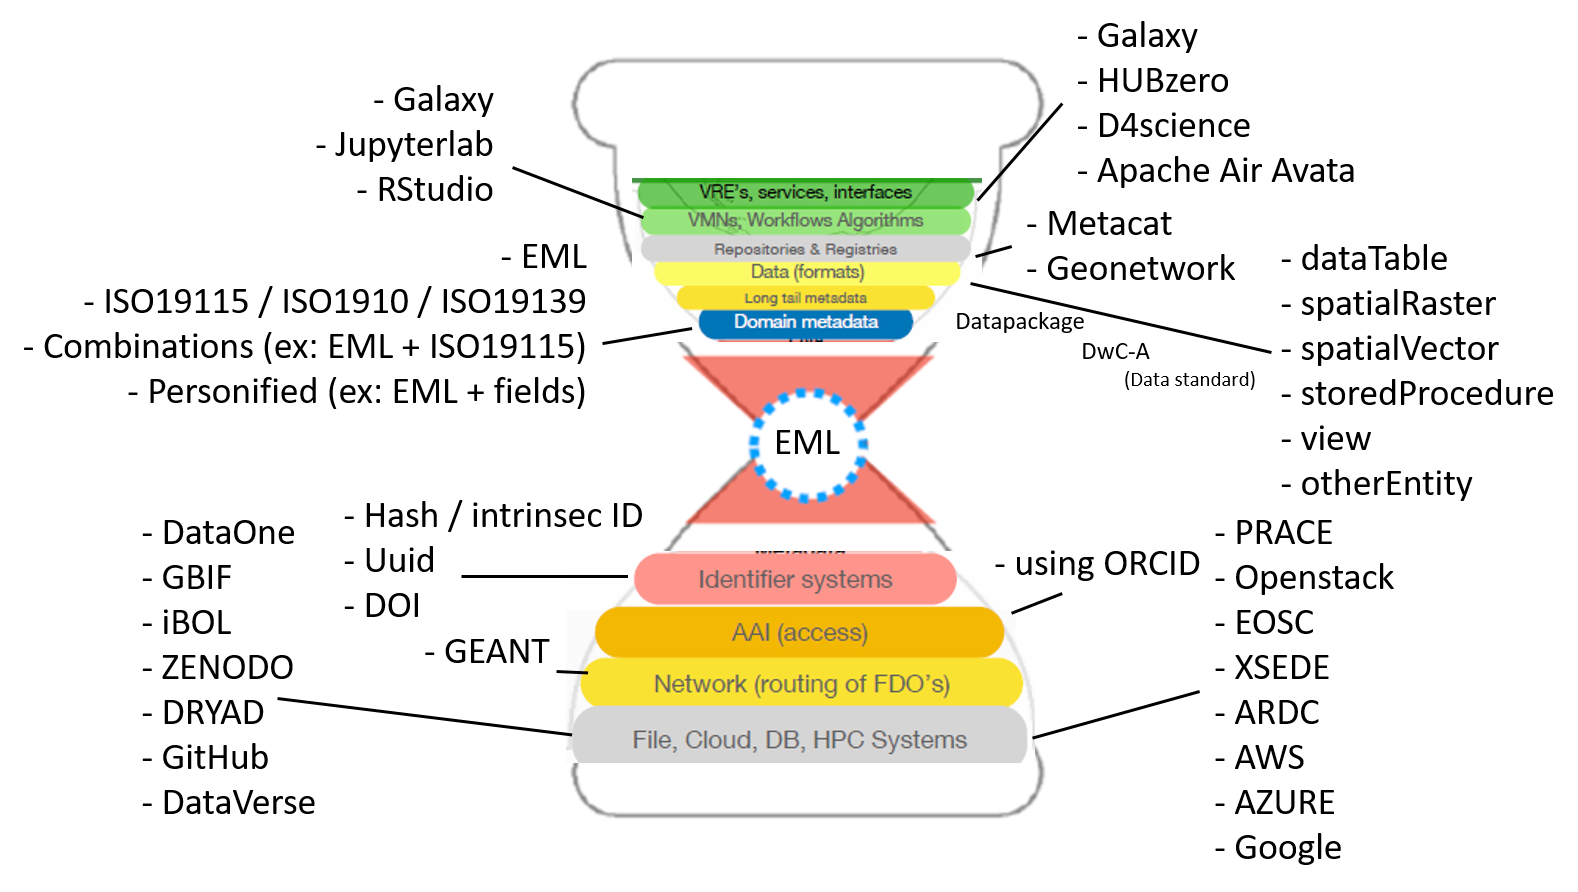 - Galaxy
- HUBzero
- D4science
- Apache Air Avata
- Galaxy
- Jupyterlab
- RStudio
VRE's, services, interfaces
VMNs, Workflows Algorithms
Repositories & Registries
Data (formats)
Long tail metadata
Domain metadata
- Metacat
- Geonetwork
- EML
- ISO19115 / ISO1910 / ISO19139
- Combinations (ex: EML + ISO19115)
- Personified (ex: EML + fields)
Datapackage
DwC-A
(Data standard)
- dataTable
- spatialRaster
- spatialVector
- storedProcedure
- view
- otherEntity
EML
- Hash / intrinsec ID
- Uuid
- DOI
- GEANT
- DataOne
- GBIF
- iBOL
- ZENODO
- DRYAD
- GitHub
- DataVerse
Metadata
Identifier systems
AAI (access)
Network (routing of FDO's)
File, Cloud, DB, HPC Systems
- using ORCID
- PRACE
- Openstack
- EOSC
- XSEDE
- ARDC
- AWS
- AZURE
- Google